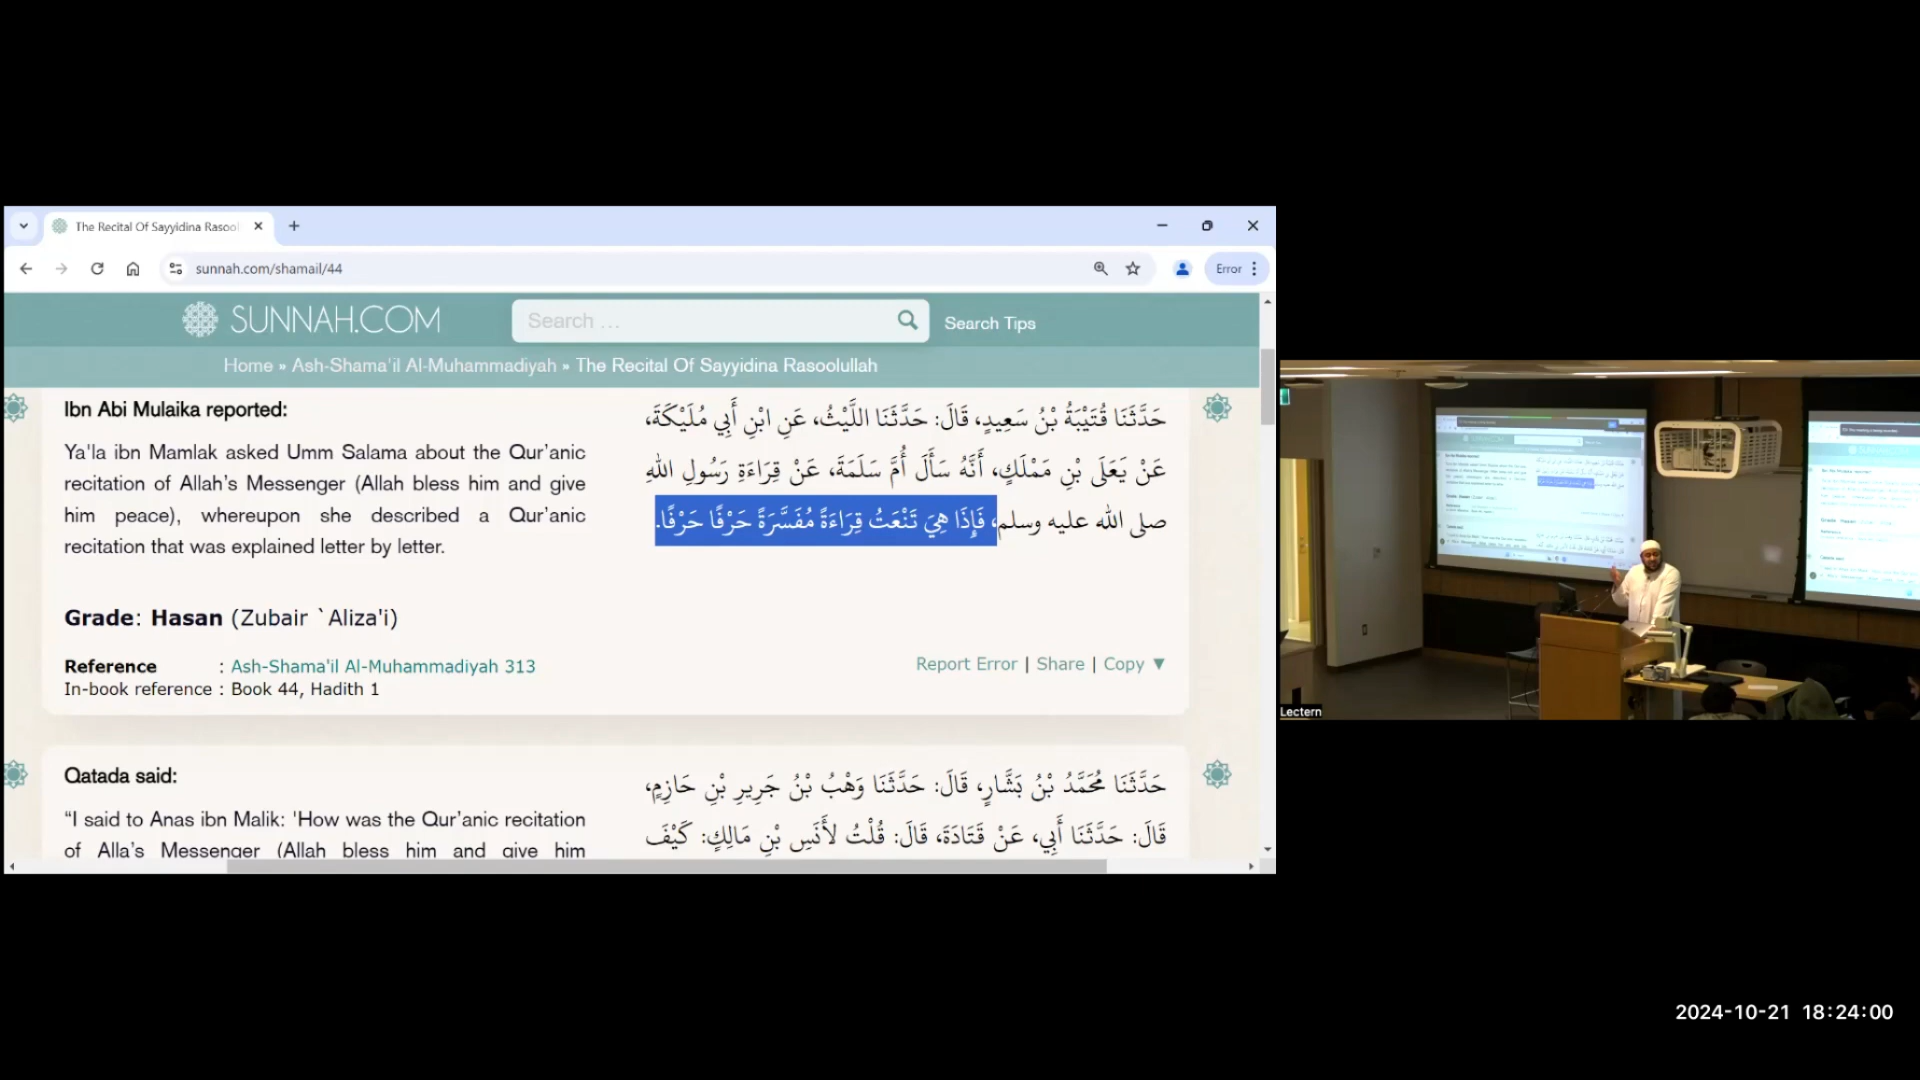 The Recital Of Sayyidina Rasool
sunnah.com/shamail/44
Error
SUNNAH.COM
Search ...
Search Tips
Home » Ash-Shama'il Al-Muhammadiyah » The Recital Of Sayyidina Rasoolullah
Ibn Abi Mulaika reported:
Ya'la ibn Mamlak asked Umm Salama about the Qur’anic
recitation of Allah’s Messenger (Allah bless him and give
him peace), whereupon she described a Qur’anic
recitation that was explained letter by letter.
حَدَّثَنَا قُتَيْبَةُ بْنُ سَعِيدٍ، قَالَ: حَدَّثَنَا اللَّيْثُ، عَنِ ابْنِ أَبِي مُلَيْكَةَ،
عَنْ يَعْلَى بْنِ مَمْلَكٍ، أَنَّهُ سَأَلَ أُمَّ سَلَمَةَ، عَنْ قِرَاءَةِ رَسُولِ اللهِ
صلى الله عليه وسلم، فَإِذَا هِيَ تَنْعَتُ قِرَاءَةً مُفَسَّرَةً حَرْفًا حَرْفًا.
Grade: Hasan (Zubair `Aliza'i)
Reference : Ash-Shama'il Al-Muhammadiyah 313
In-book reference : Book 44, Hadith 1
Report Error | Share | Copy ▼
Qatada said:
“I said to Anas ibn Malik: 'How was the Qur’anic recitation
of Alla’s Messenger (Allah bless him and give him
حَدَّثَنَا مُحَمَّدُ بْنُ بَشَّارٍ، قَالَ: حَدَّثَنَا وَهْبُ بْنُ جَرِيرِ بْنِ حَازِمٍ،
قَالَ: حَدَّثَنَا أَبِي، عَنْ قَتَادَةَ، قَالَ: قُلْتُ لأَنَسِ بْنِ مَالِكٍ: كَيْفَ
Lectern
2024-10-21 18:24:00